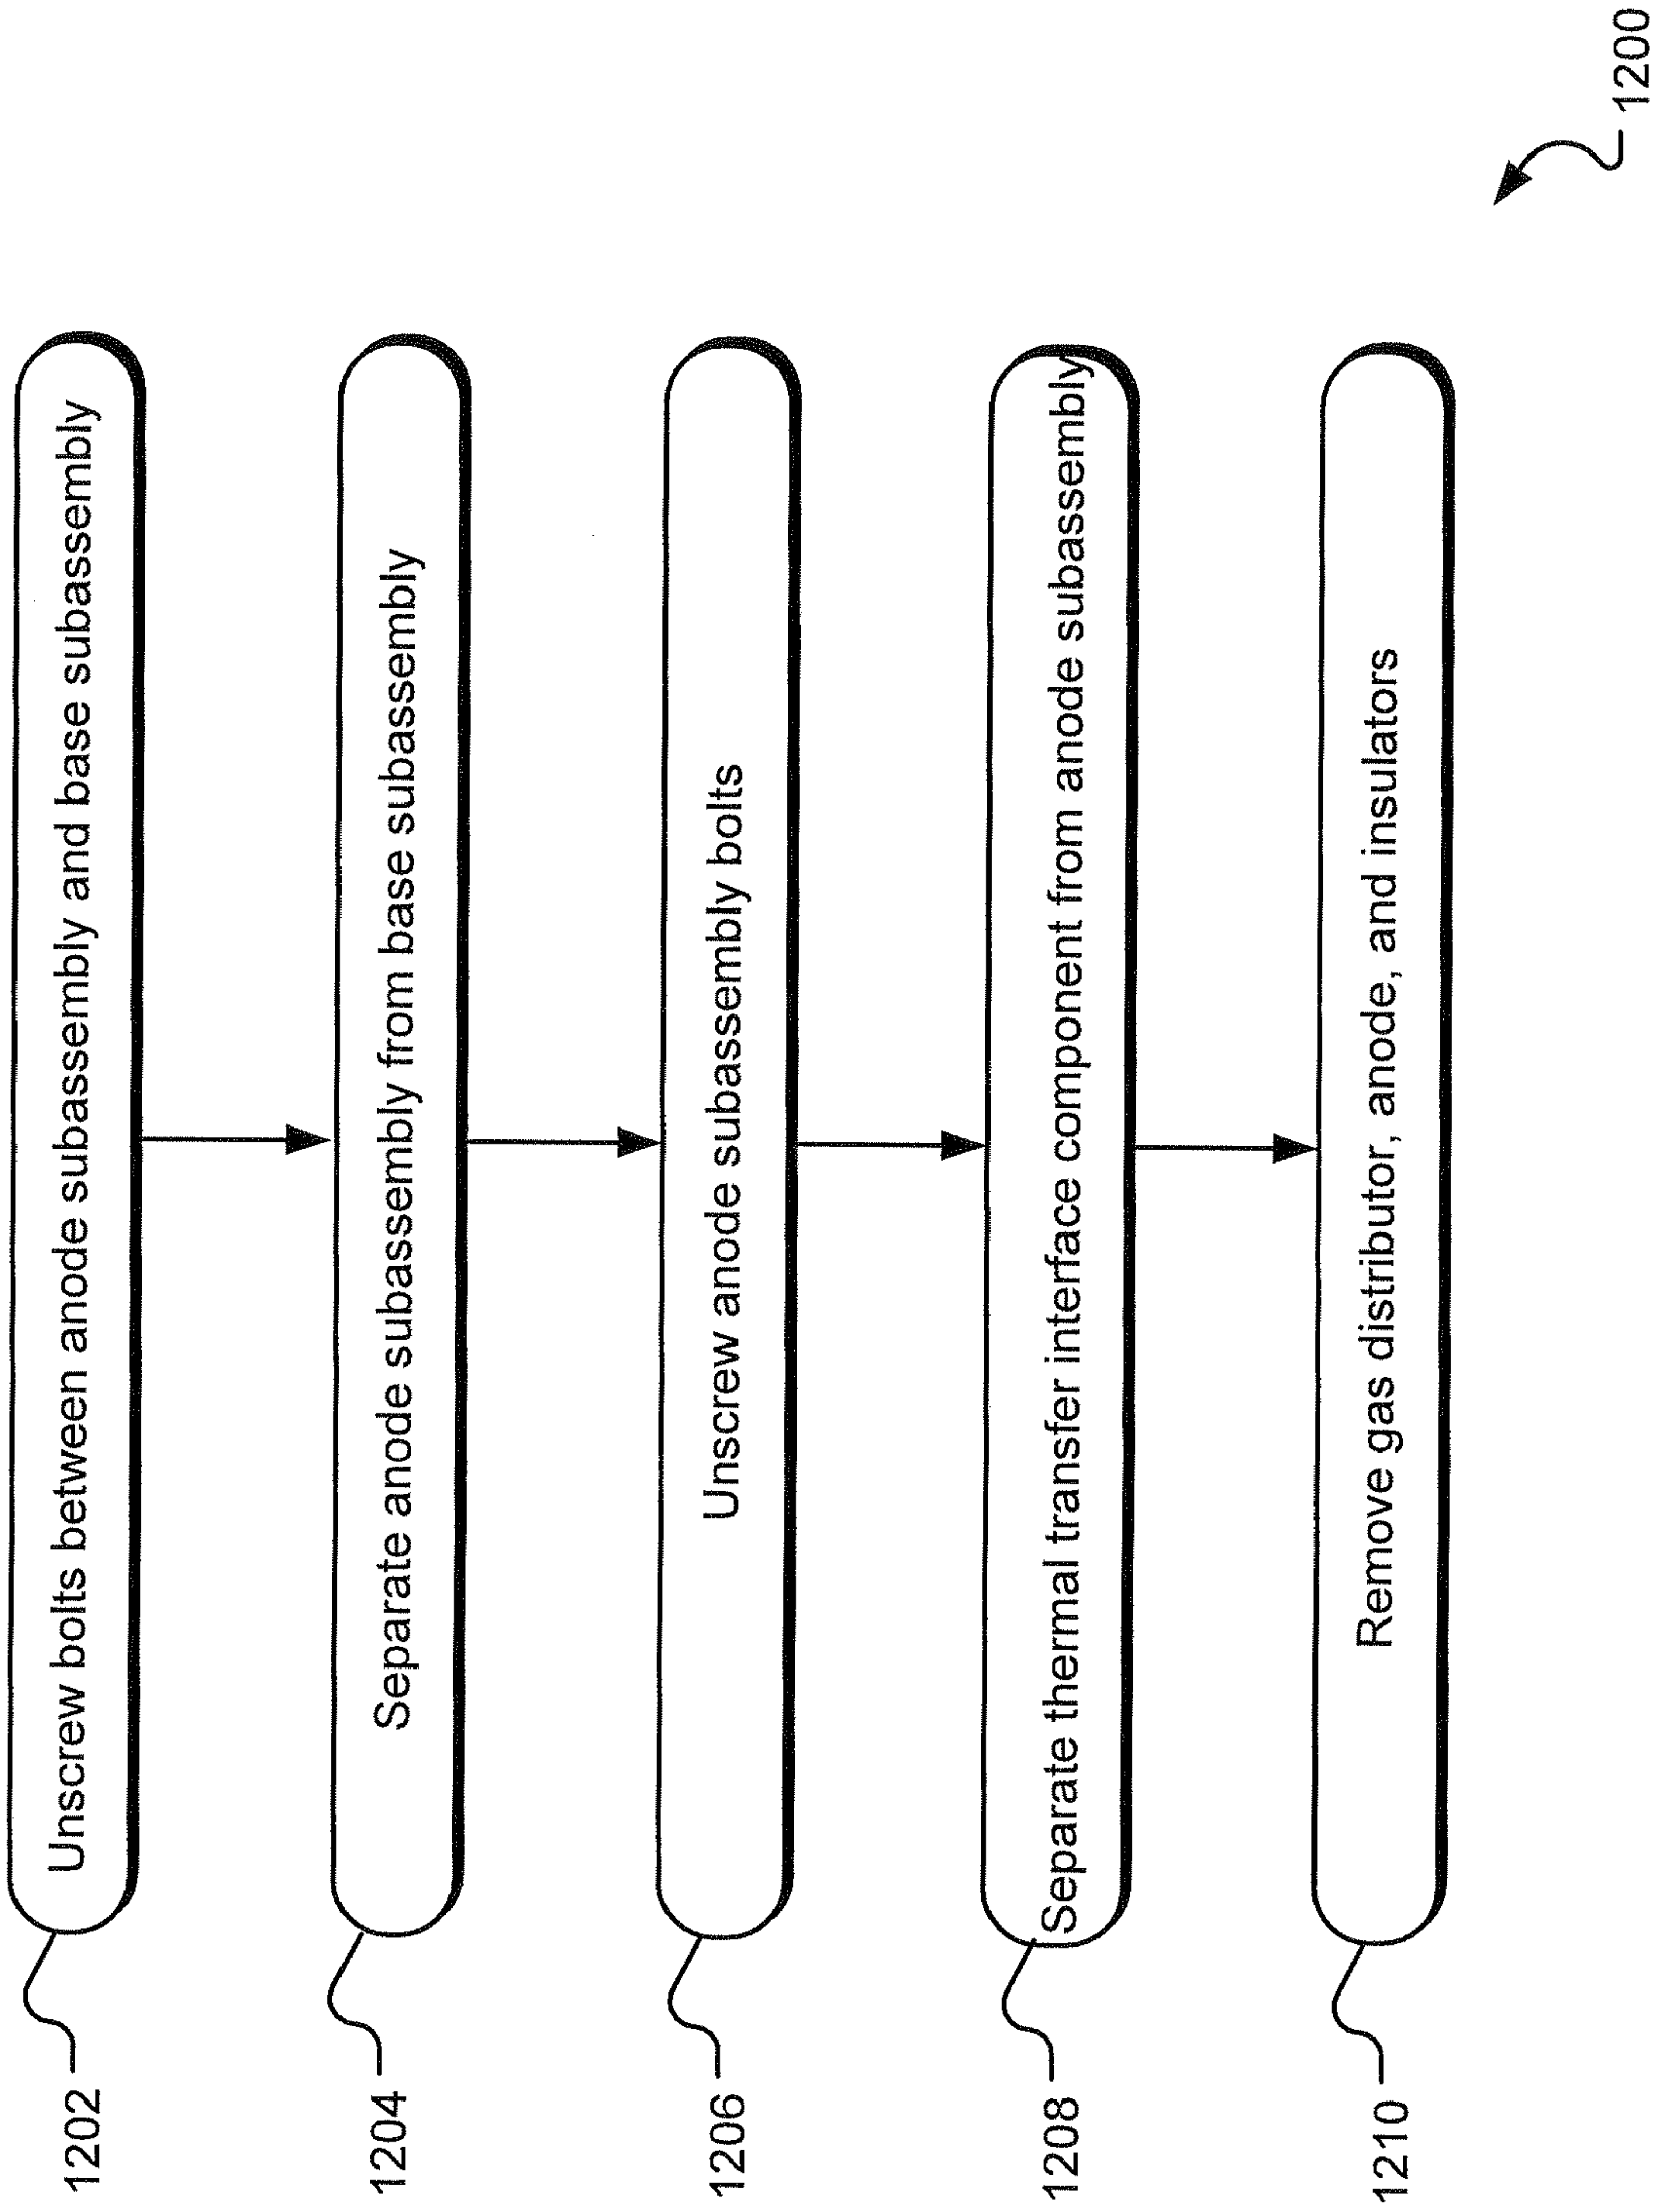 1202
Unscrew bolts between anode subassembly and base subassembly
1204
Separate anode subassembly from base subassembly
1206
Unscrew anode subassembly bolts
1208
Separate thermal transfer interface component from anode subassembly
1210
Remove gas distributor, anode, and insulators
1200